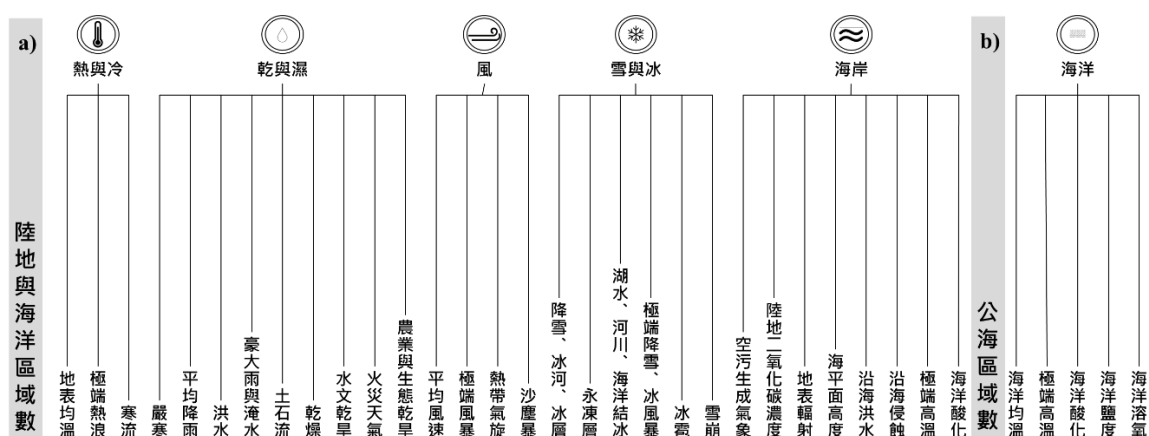 a)
陸地與海洋區域數
熱與冷
地表均溫
極端熱浪
寒流
乾與濕
嚴寒
平均降雨
洪水
豪大雨與淹水
土石流
乾燥
水文乾旱
火災天氣
農業與生態乾旱
風
平均風速
極端風暴
熱帶氣旋
沙塵暴
雪與冰
降雪、冰河、冰層
永凍層
湖水、河川、海洋結冰
極端降雪、冰風暴
冰雹
雪崩
海岸
空污生成氣象
陸地二氧化碳濃度
地表輻射
海平面高度
沿海洪水
沿海侵蝕
極端高溫
海洋酸化
b)
公海區域數
海洋
海洋均溫
極端高溫
海洋酸化
海洋鹽度
海洋溶氧